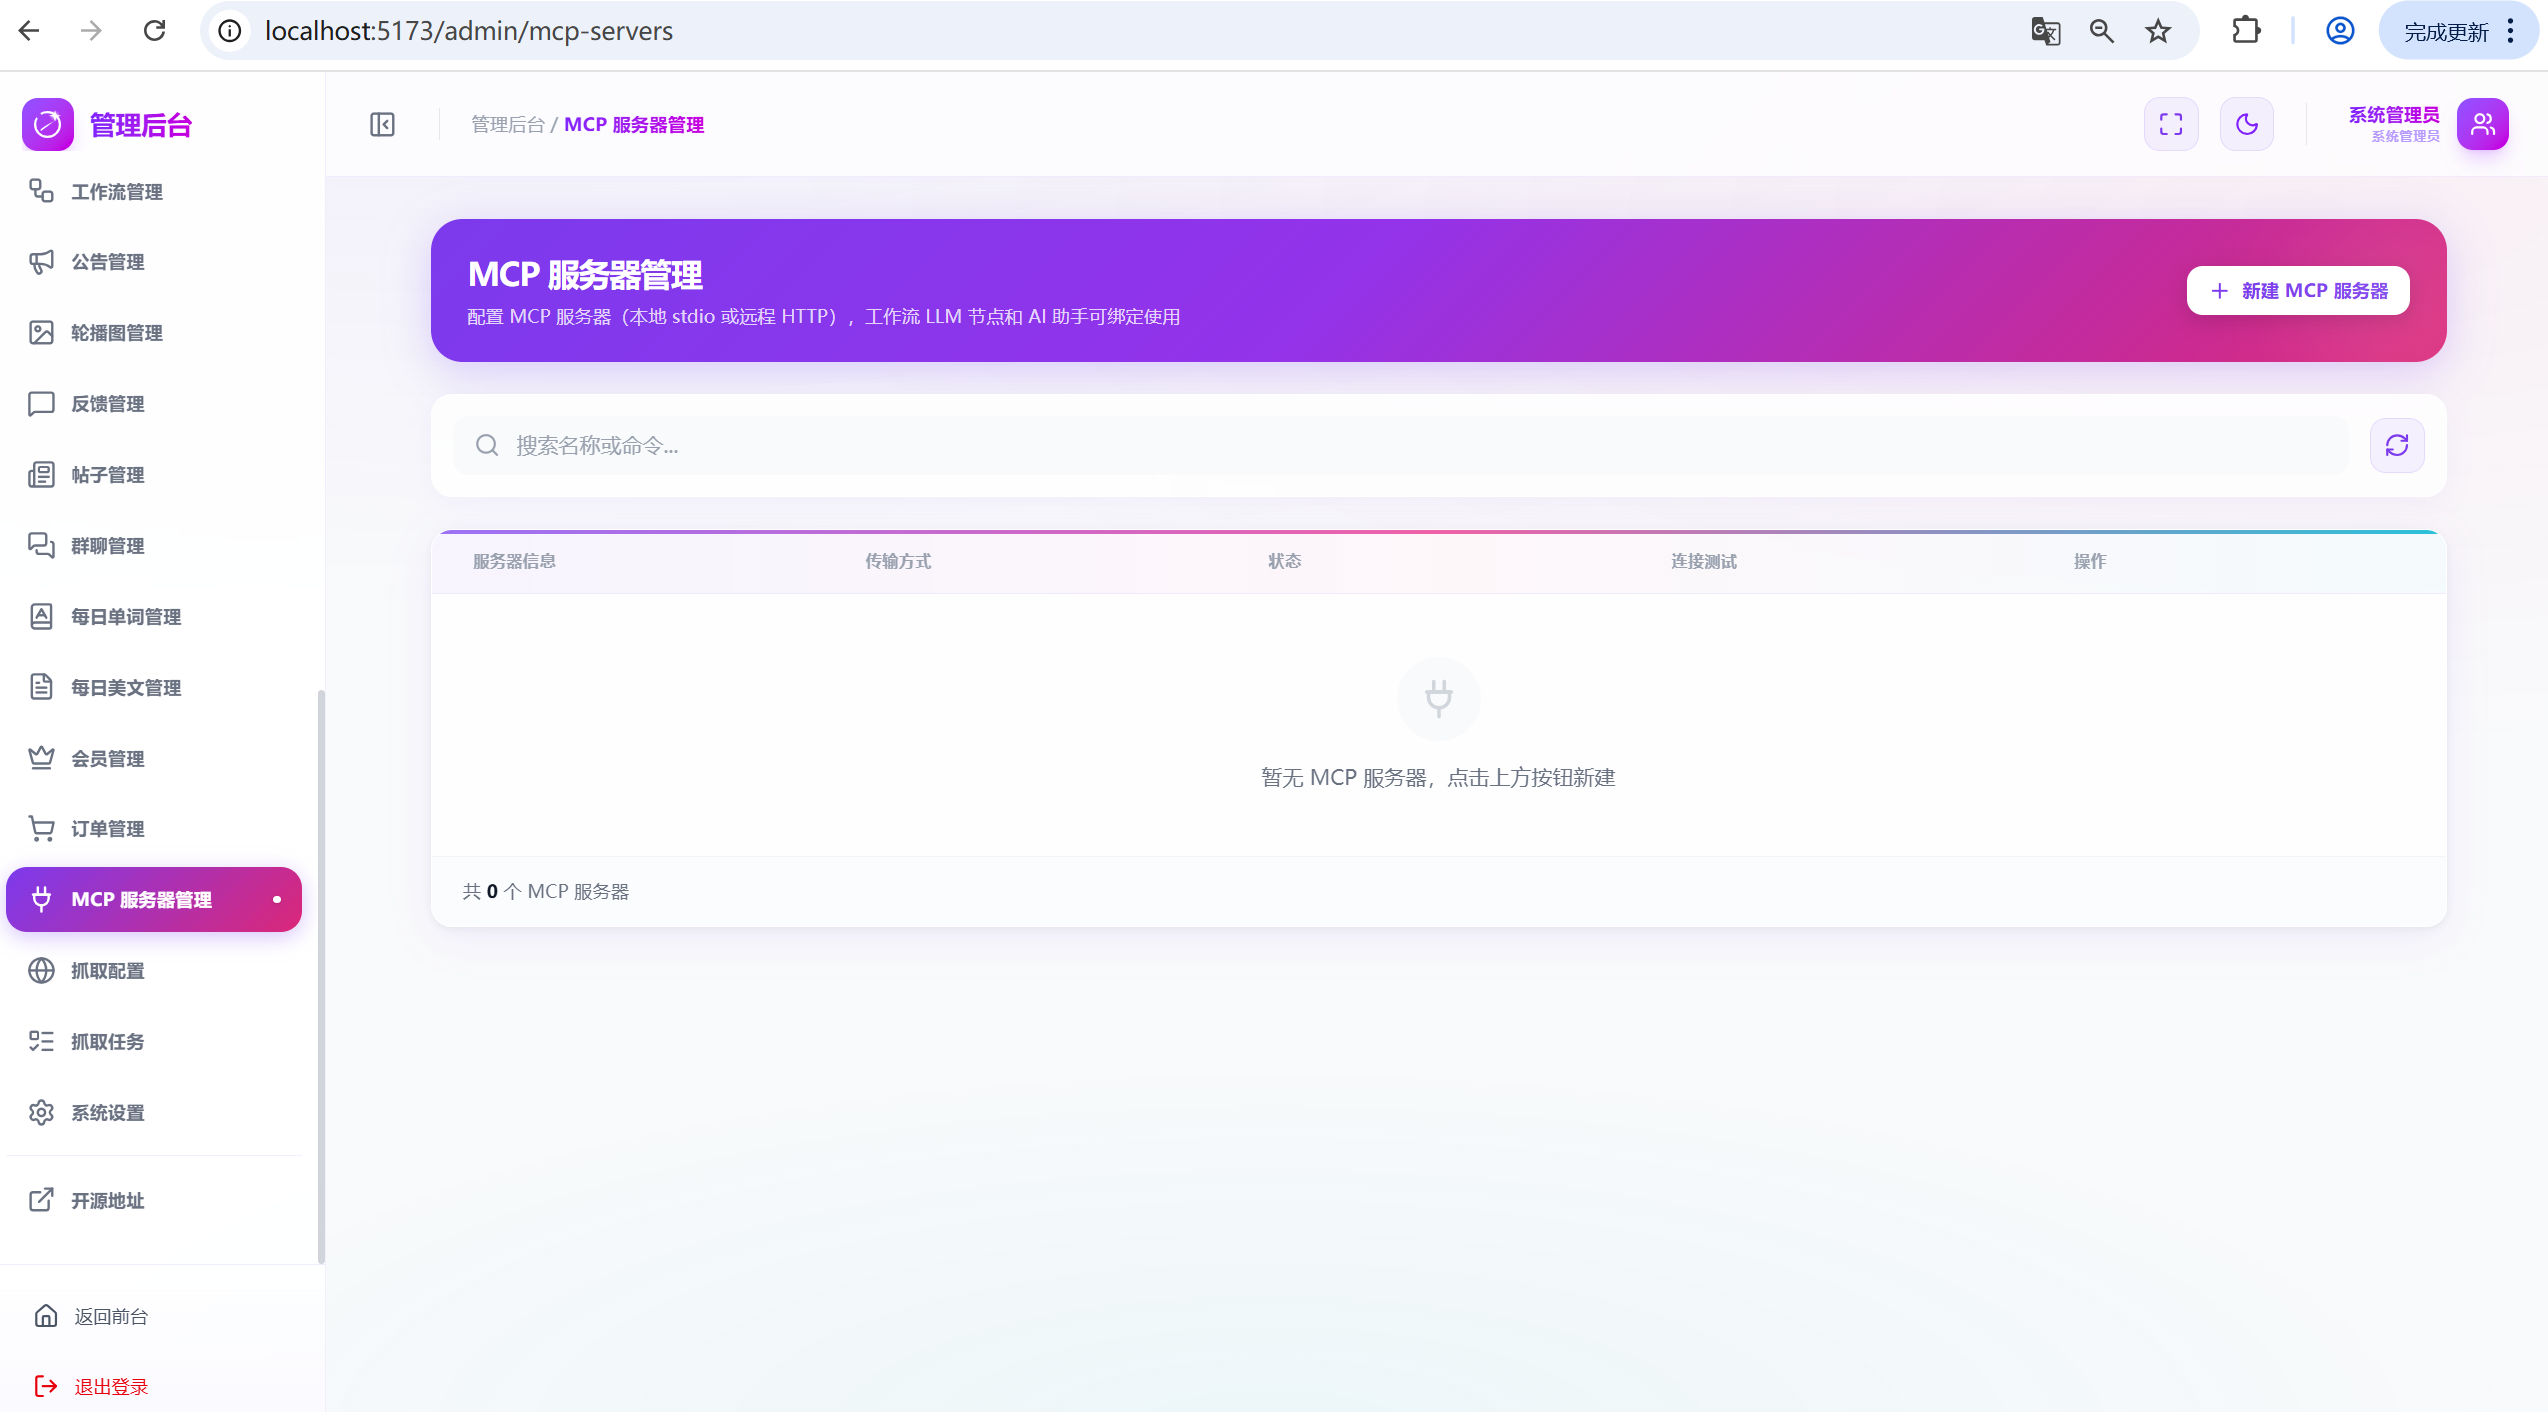 localhost:5173/admin/mcp-servers
完成更新
管理后台
管理后台 / MCP 服务器管理
系统管理员
系统管理员
工作流管理
公告管理
轮播图管理
反馈管理
帖子管理
群聊管理
每日单词管理
每日美文管理
会员管理
订单管理
MCP 服务器管理
抓取配置
抓取任务
系统设置
开源地址
返回前台
退出登录
MCP 服务器管理
配置 MCP 服务器（本地 stdio 或远程 HTTP），工作流 LLM 节点和 AI 助手可绑定使用
新建 MCP 服务器
搜索名称或命令...
服务器信息 传输方式 状态 连接测试 操作
暂无 MCP 服务器，点击上方按钮新建
共 0 个 MCP 服务器